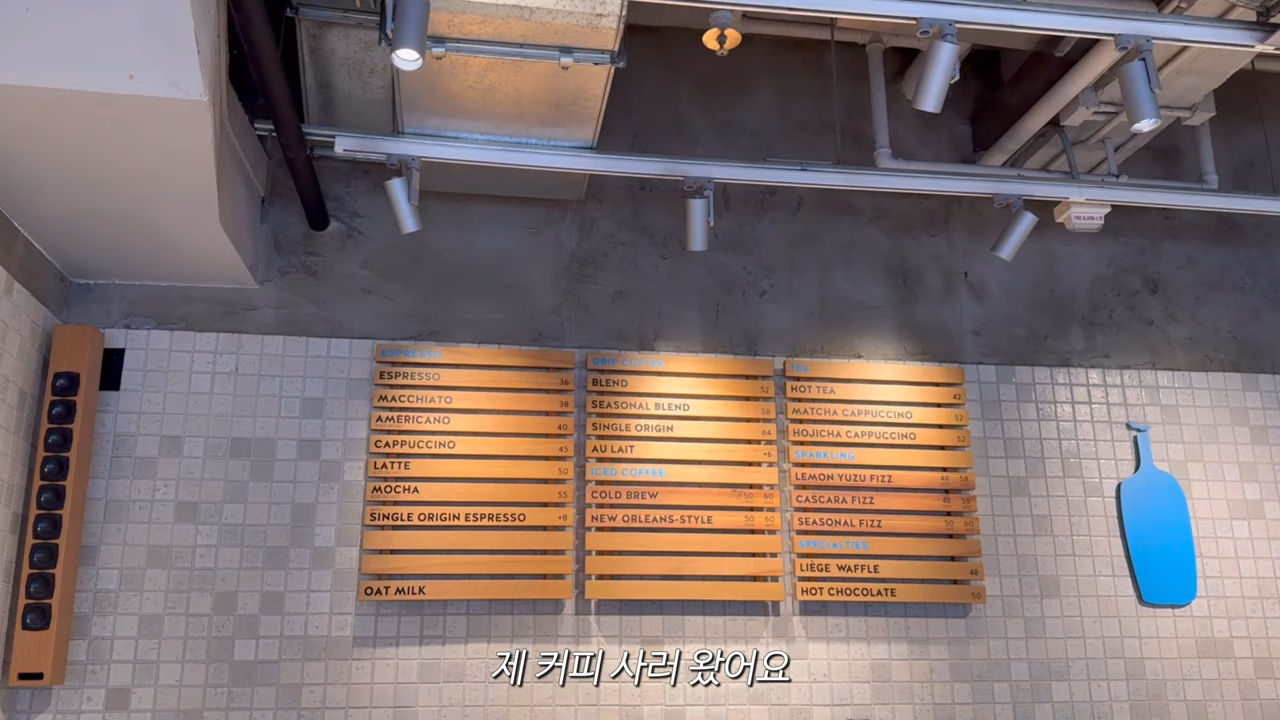 ESPRESSO
ESPRESSO 36
MACCHIATO 38
AMERICANO 40
CAPPUCCINO 45
LATTE 50
MOCHA 55
SINGLE ORIGIN ESPRESSO +8
OAT MILK
DRIP COFFEE
BLEND 52
SEASONAL BLEND 58
SINGLE ORIGIN 64
AU LAIT +6
ICED COFFEE
COLD BREW 50 60
NEW ORLEANS-STYLE 50 60
TEA
HOT TEA 42
MATCHA CAPPUCCINO 52
HOJICHA CAPPUCCINO 52
SPARKLING
LEMON YUZU FIZZ 48 58
CASCARA FIZZ 48 58
SEASONAL FIZZ 50 60
SPECIALTIES
LIÈGE WAFFLE 48
HOT CHOCOLATE 50
제 커피 사러 왔어요